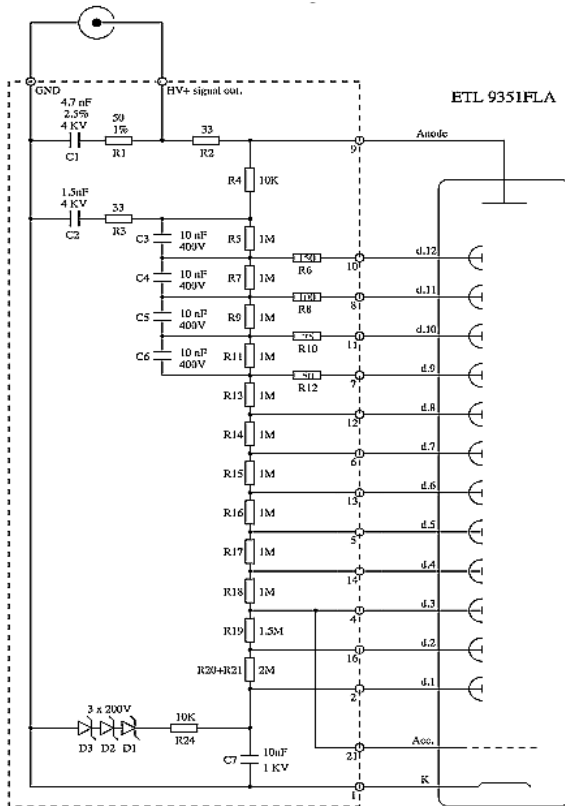 ETL 9351FLA
GND
HV+ signal out.
4.7 nF
2.5%
4 KV
C1
50
1%
R1
33
R2
9
Anode
R4
10K
1.5nF
4 KV
C2
33
R3
C3
10 nF
400V
R5
1M
R6
10
d.12
C4
10 nF
400V
R7
1M
100
R8
8
d.11
C5
10 nF
400V
R9
1M
75
R10
11
d.10
C6
10 nF
400V
R11
1M
50
R12
7
d.9
R13
1M
12
d.8
R14
1M
6
d.7
R15
1M
13
d.6
R16
1M
5
d.5
R17
1M
14
d.4
R18
1M
4
d.3
R19
1.5M
16
d.2
R20+R21
2M
2
d.1
3 x 200V
D3
D2
D1
10K
R24
C7
10nF
1 KV
21
Acc.
1
K